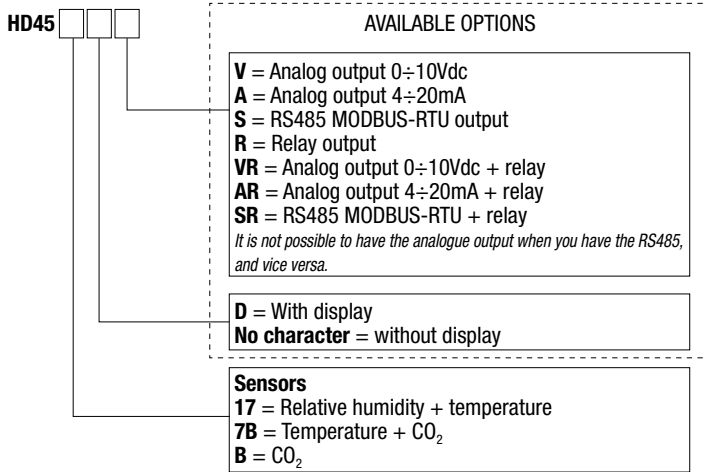 HD45
AVAILABLE OPTIONS
V = Analog output 0÷10Vdc
A = Analog output 4÷20mA
S = RS485 MODBUS-RTU output
R = Relay output
VR = Analog output 0÷10Vdc + relay
AR = Analog output 4÷20mA + relay
SR = RS485 MODBUS-RTU + relay
It is not possible to have the analogue output when you have the RS485,
and vice versa.
D = With display
No character = without display
Sensors
17 = Relative humidity + temperature
7B = Temperature + CO₂
B = CO₂